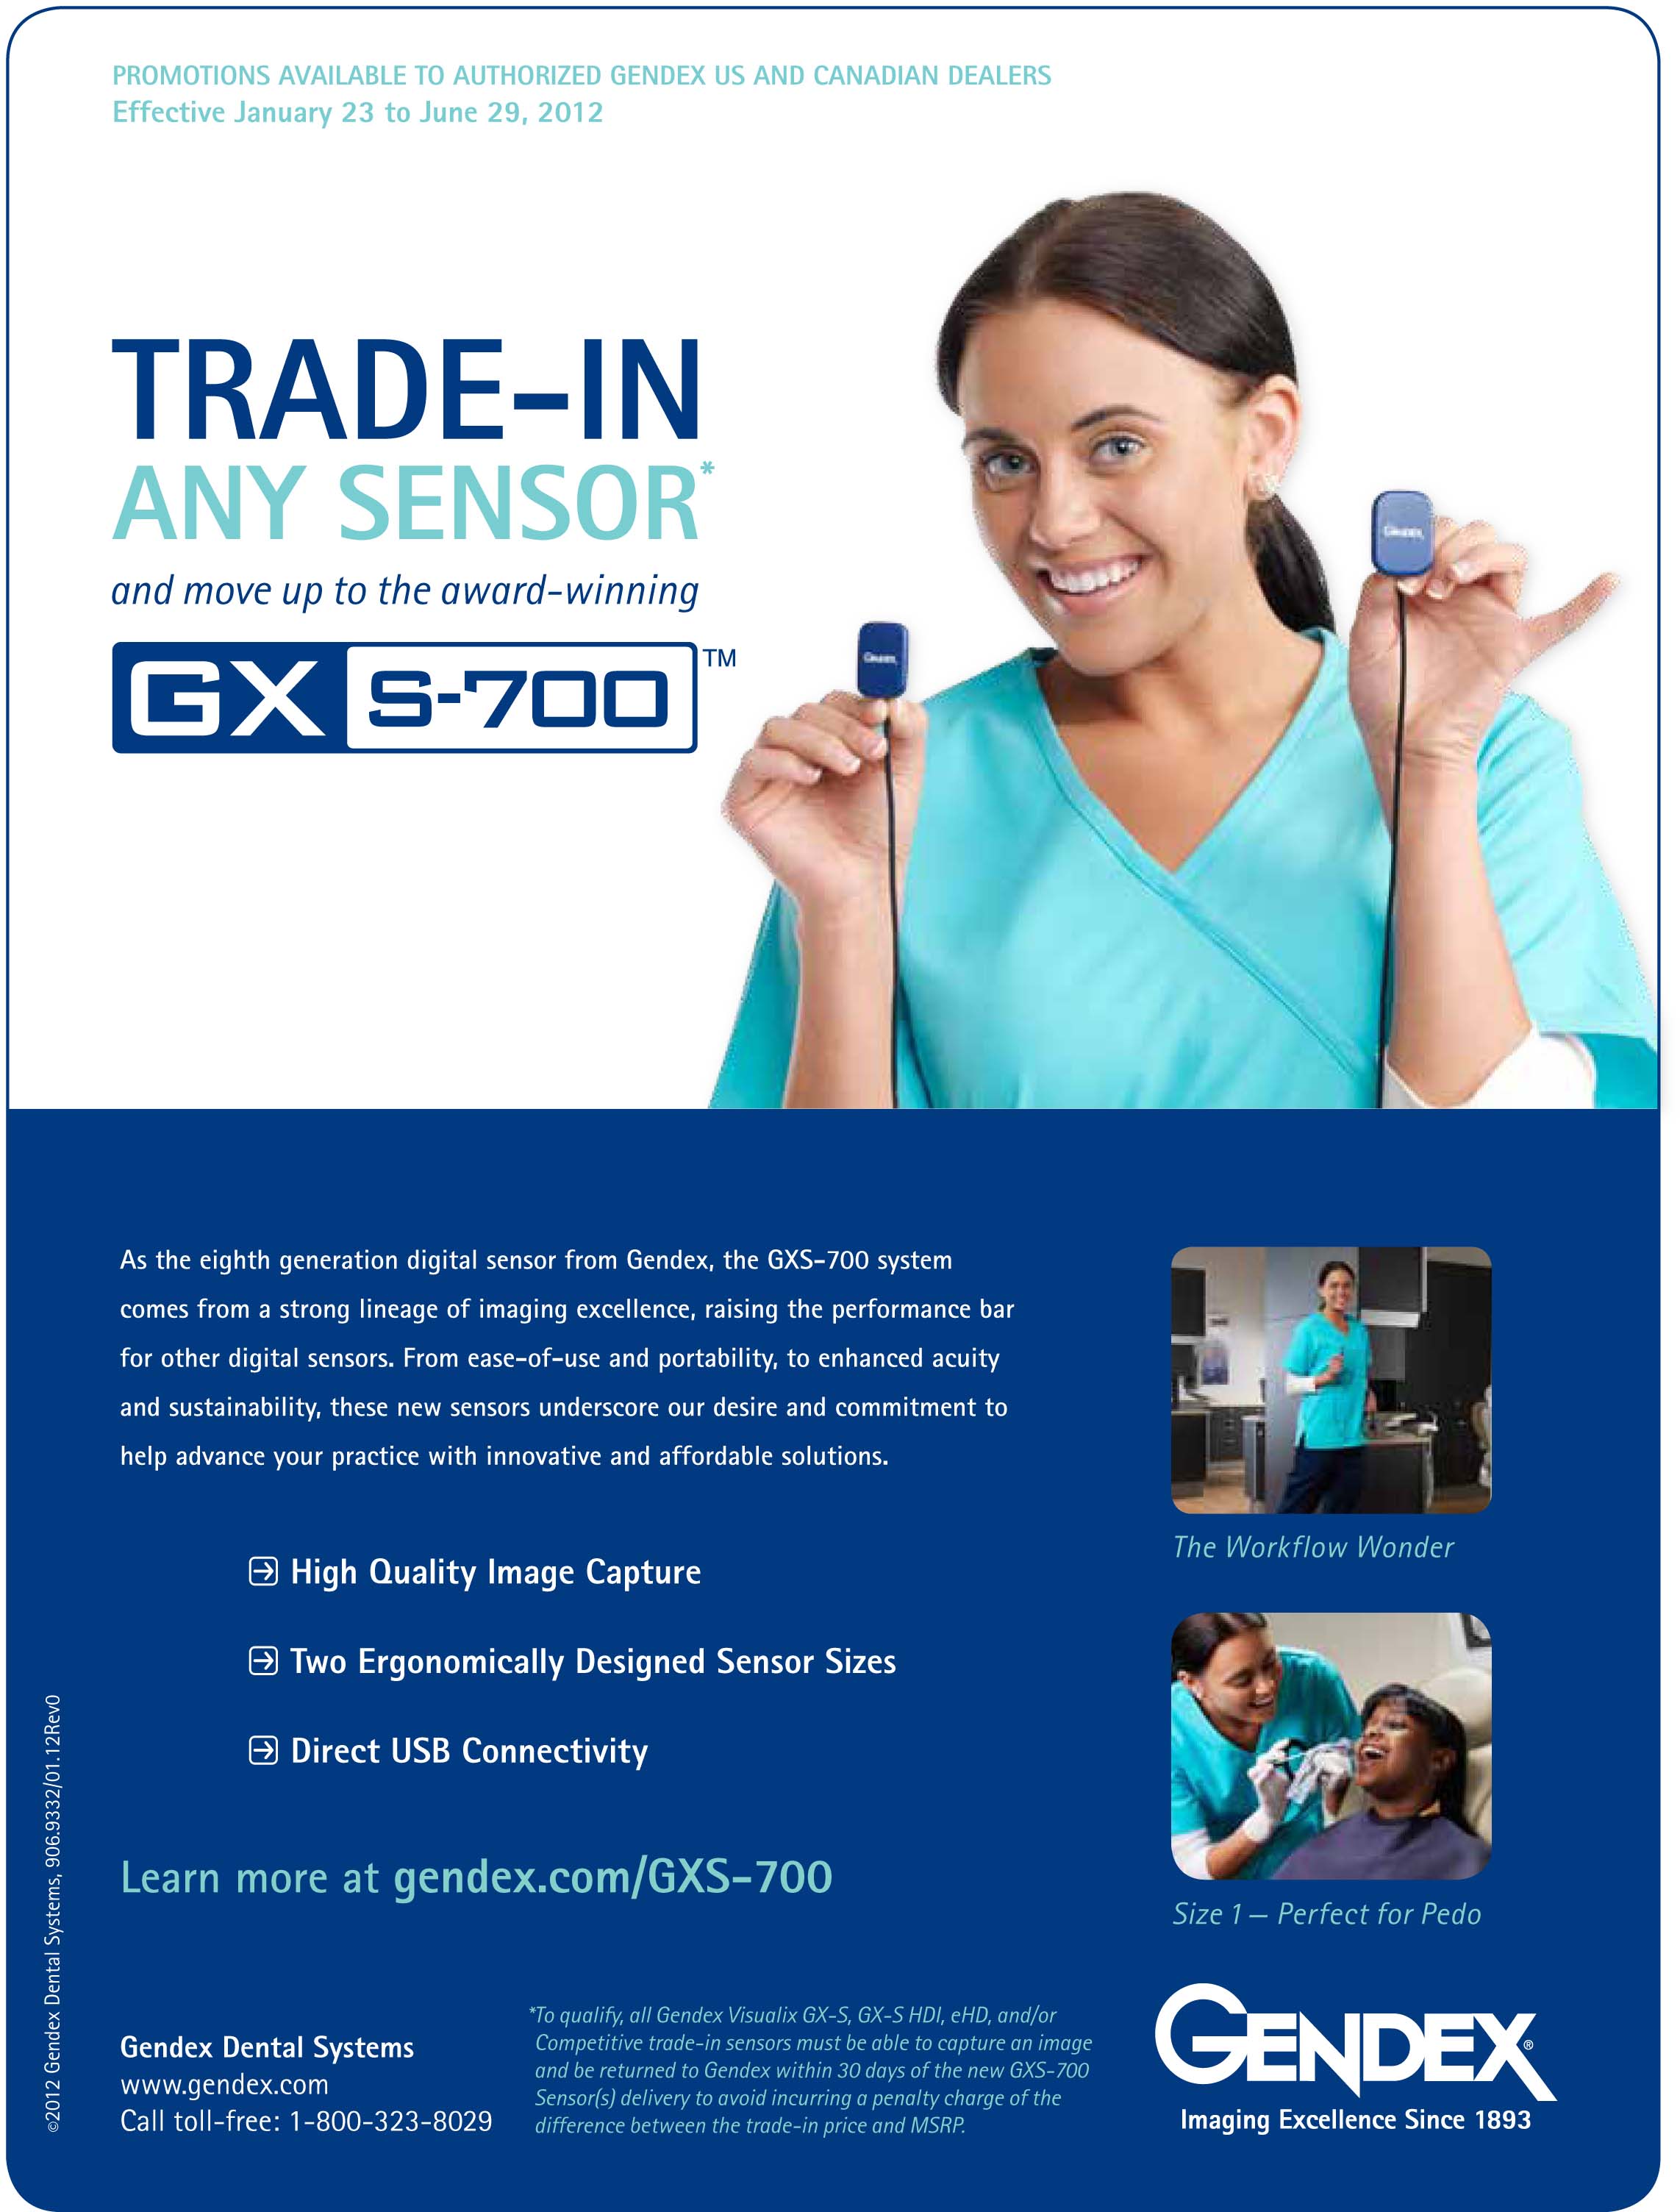 PROMOTIONS AVAILABLE TO AUTHORIZED GENDEX US AND CANADIAN DEALERS
Effective January 23 to June 29, 2012
TRADE-IN
ANY SENSOR*
and move up to the award-winning
GX S-700™
Gendex
Gendex
As the eighth generation digital sensor from Gendex, the GXS-700 system
comes from a strong lineage of imaging excellence, raising the performance bar
for other digital sensors. From ease-of-use and portability, to enhanced acuity
and sustainability, these new sensors underscore our desire and commitment to
help advance your practice with innovative and affordable solutions.
High Quality Image Capture
Two Ergonomically Designed Sensor Sizes
Direct USB Connectivity
Learn more at gendex.com/GXS-700
The Workflow Wonder
Size 1 — Perfect for Pedo
©2012 Gendex Dental Systems, 906.9332/01.12Rev0
Gendex Dental Systems
www.gendex.com
Call toll-free: 1-800-323-8029
*To qualify, all Gendex Visualix GX-S, GX-S HDI, eHD, and/or
Competitive trade-in sensors must be able to capture an image
and be returned to Gendex within 30 days of the new GXS-700
Sensor(s) delivery to avoid incurring a penalty charge of the
difference between the trade-in price and MSRP.
GENDEX®
Imaging Excellence Since 1893